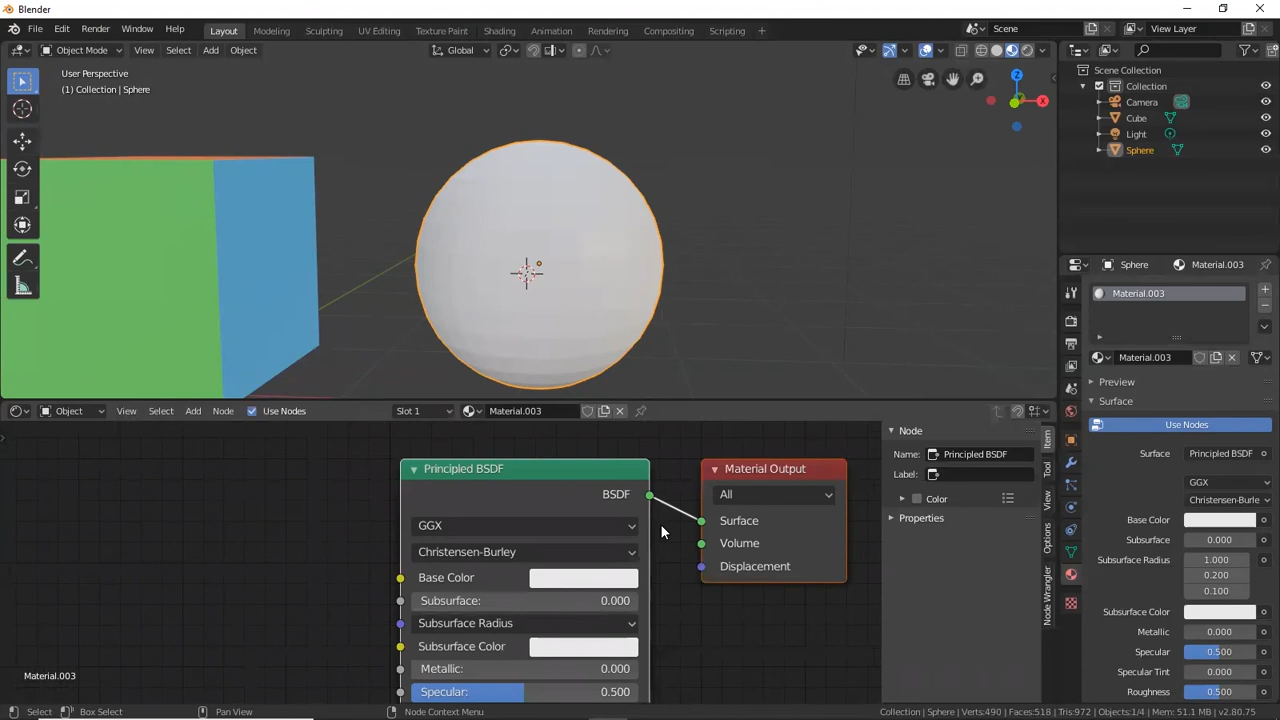 Blender
File Edit Render Window Help Layout Modeling Sculpting UV Editing Texture Paint Shading Animation Rendering Compositing Scripting + Scene View Layer
Object Mode View Select Add Object Global
User Perspective
(1) Collection | Sphere
Z
X
Scene Collection
Collection
Camera
Cube
Light
Sphere
Sphere Material.003
Material.003
Material.003
Preview
Surface
Use Nodes
Surface Principled BSDF
GGX
Christensen-Burle
Base Color
Subsurface 0.000
Subsurface Radius 1.000
0.200
0.100
Subsurface Color
Metallic 0.000
Specular 0.500
Specular Tint 0.000
Roughness 0.500
Object View Select Add Node Use Nodes Slot 1 Material.003
Principled BSDF
BSDF
GGX
Christensen-Burley
Base Color
Subsurface: 0.000
Subsurface Radius
Subsurface Color
Metallic: 0.000
Specular: 0.500
Material Output
All
Surface
Volume
Displacement
Node
Name: Principled BSDF
Label:
Color
Properties
Item
Tool
View
Options
Node Wrangler
Material.003
Select Box Select Pan View Node Context Menu Collection | Sphere | Verts:490 | Faces:518 | Tris:972 | Objects:1/4 | Mem: 51.1 MB | v2.80.75